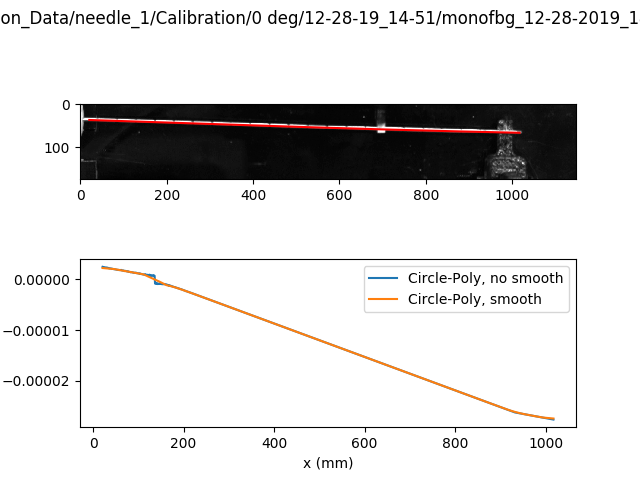 on_Data/needle_1/Calibration/0 deg/12-28-19_14-51/monofbg_12-28-2019_1
0
100
0 200 400 600 800 1000
Circle-Poly, no smooth
Circle-Poly, smooth
0.00000
−0.00001
−0.00002
0 200 400 600 800 1000
x (mm)